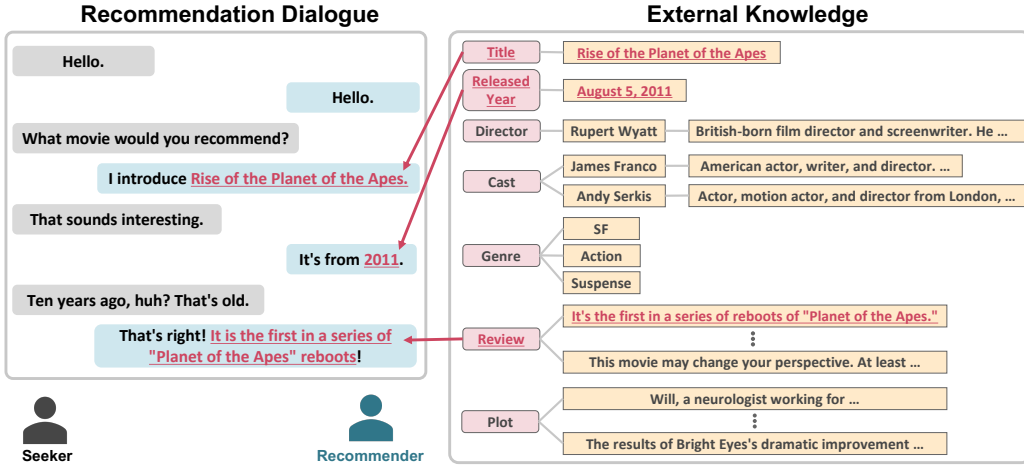 Recommendation Dialogue
Hello.
Hello.
What movie would you recommend?
I introduce Rise of the Planet of the Apes.
That sounds interesting.
It's from 2011.
Ten years ago, huh? That's old.
That's right! It is the first in a series of
"Planet of the Apes" reboots!
Seeker
Recommender
External Knowledge
Title
Rise of the Planet of the Apes
Released
Year
August 5, 2011
Director
Rupert Wyatt
British-born film director and screenwriter. He ...
Cast
James Franco
American actor, writer, and director. ...
Andy Serkis
Actor, motion actor, and director from London, ...
Genre
SF
Action
Suspense
Review
It's the first in a series of reboots of "Planet of the Apes."
This movie may change your perspective. At least ...
Plot
Will, a neurologist working for ...
The results of Bright Eyes's dramatic improvement ...